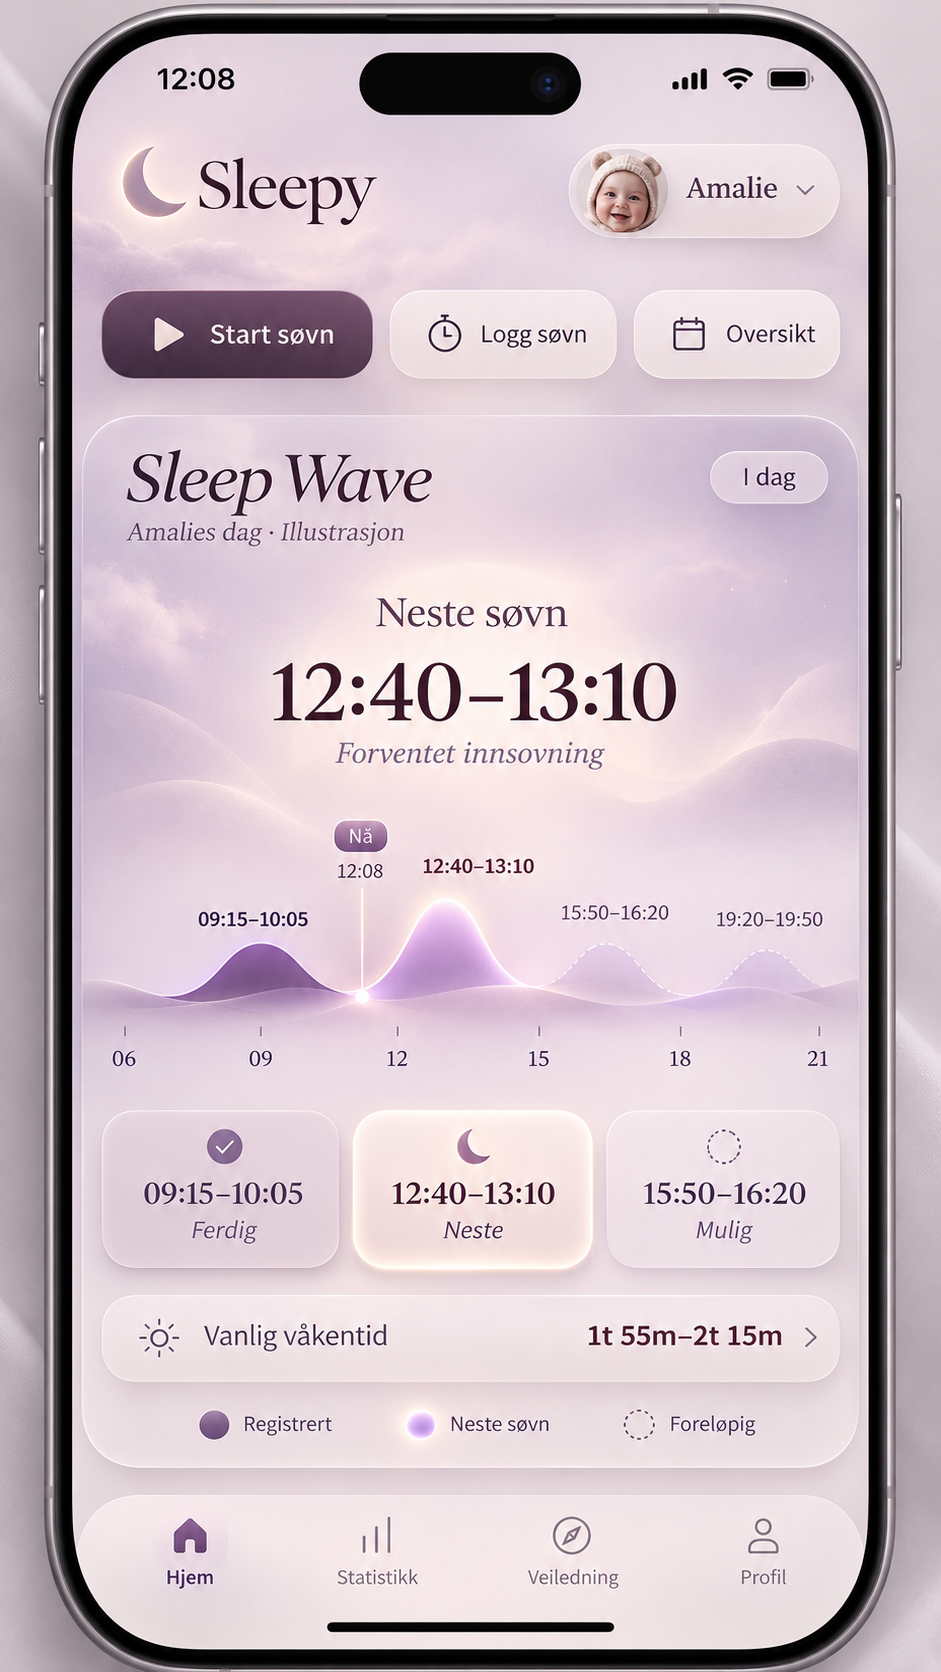 12:08
Sleepy
Amalie
Start søvn
Logg søvn
Oversikt
Sleep Wave
I dag
Amalies dag · Illustrasjon
Neste søvn
12:40–13:10
Forventet innsovning
Nå
12:08
12:40–13:10
09:15–10:05
15:50–16:20
19:20–19:50
06
09
12
15
18
21
09:15–10:05
Ferdig
12:40–13:10
Neste
15:50–16:20
Mulig
Vanlig våkentid
1t 55m–2t 15m
Registrert
Neste søvn
Foreløpig
Hjem
Statistikk
Veiledning
Profil